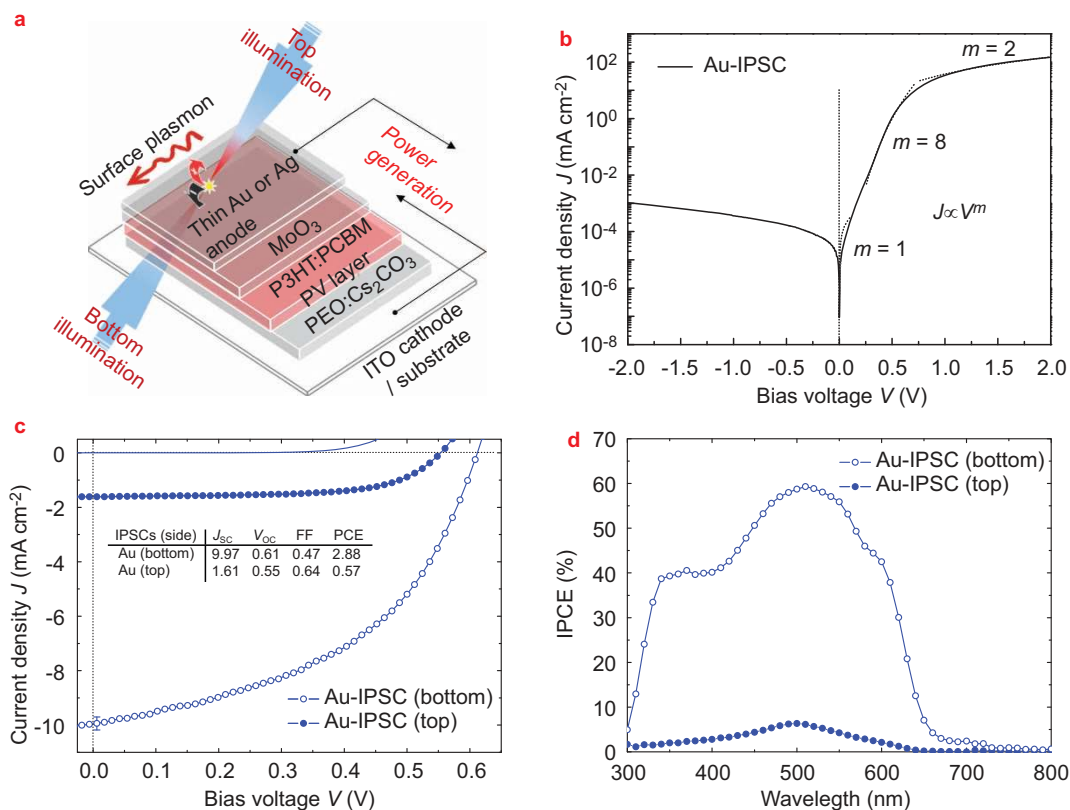 a
Top
illumination
Surface plasmon
Power
generation
Thin Au or Ag
anode
MoO3
P3HT:PCBM
PV layer
PEO:Cs2CO3
Bottom
illumination
ITO cathode
/ substrate
b
10^2
10^0
10^-2
10^-4
10^-6
10^-8
Current density J (mA cm^-2)
Au-IPSC
m = 2
m = 8
J∝V^m
m = 1
-2.0 -1.5 -1.0 -0.5 0.0 0.5 1.0 1.5 2.0
Bias voltage V (V)
c
0
-2
-4
-6
-8
-10
Current density J (mA cm^-2)
IPSCs (side) JSC VOC FF PCE
Au (bottom) 9.97 0.61 0.47 2.88
Au (top) 1.61 0.55 0.64 0.57
Au-IPSC (bottom)
Au-IPSC (top)
0.0 0.1 0.2 0.3 0.4 0.5 0.6
Bias voltage V (V)
d
70
60
50
40
30
20
10
0
IPCE (%)
Au-IPSC (bottom)
Au-IPSC (top)
300 400 500 600 700 800
Wavelegth (nm)